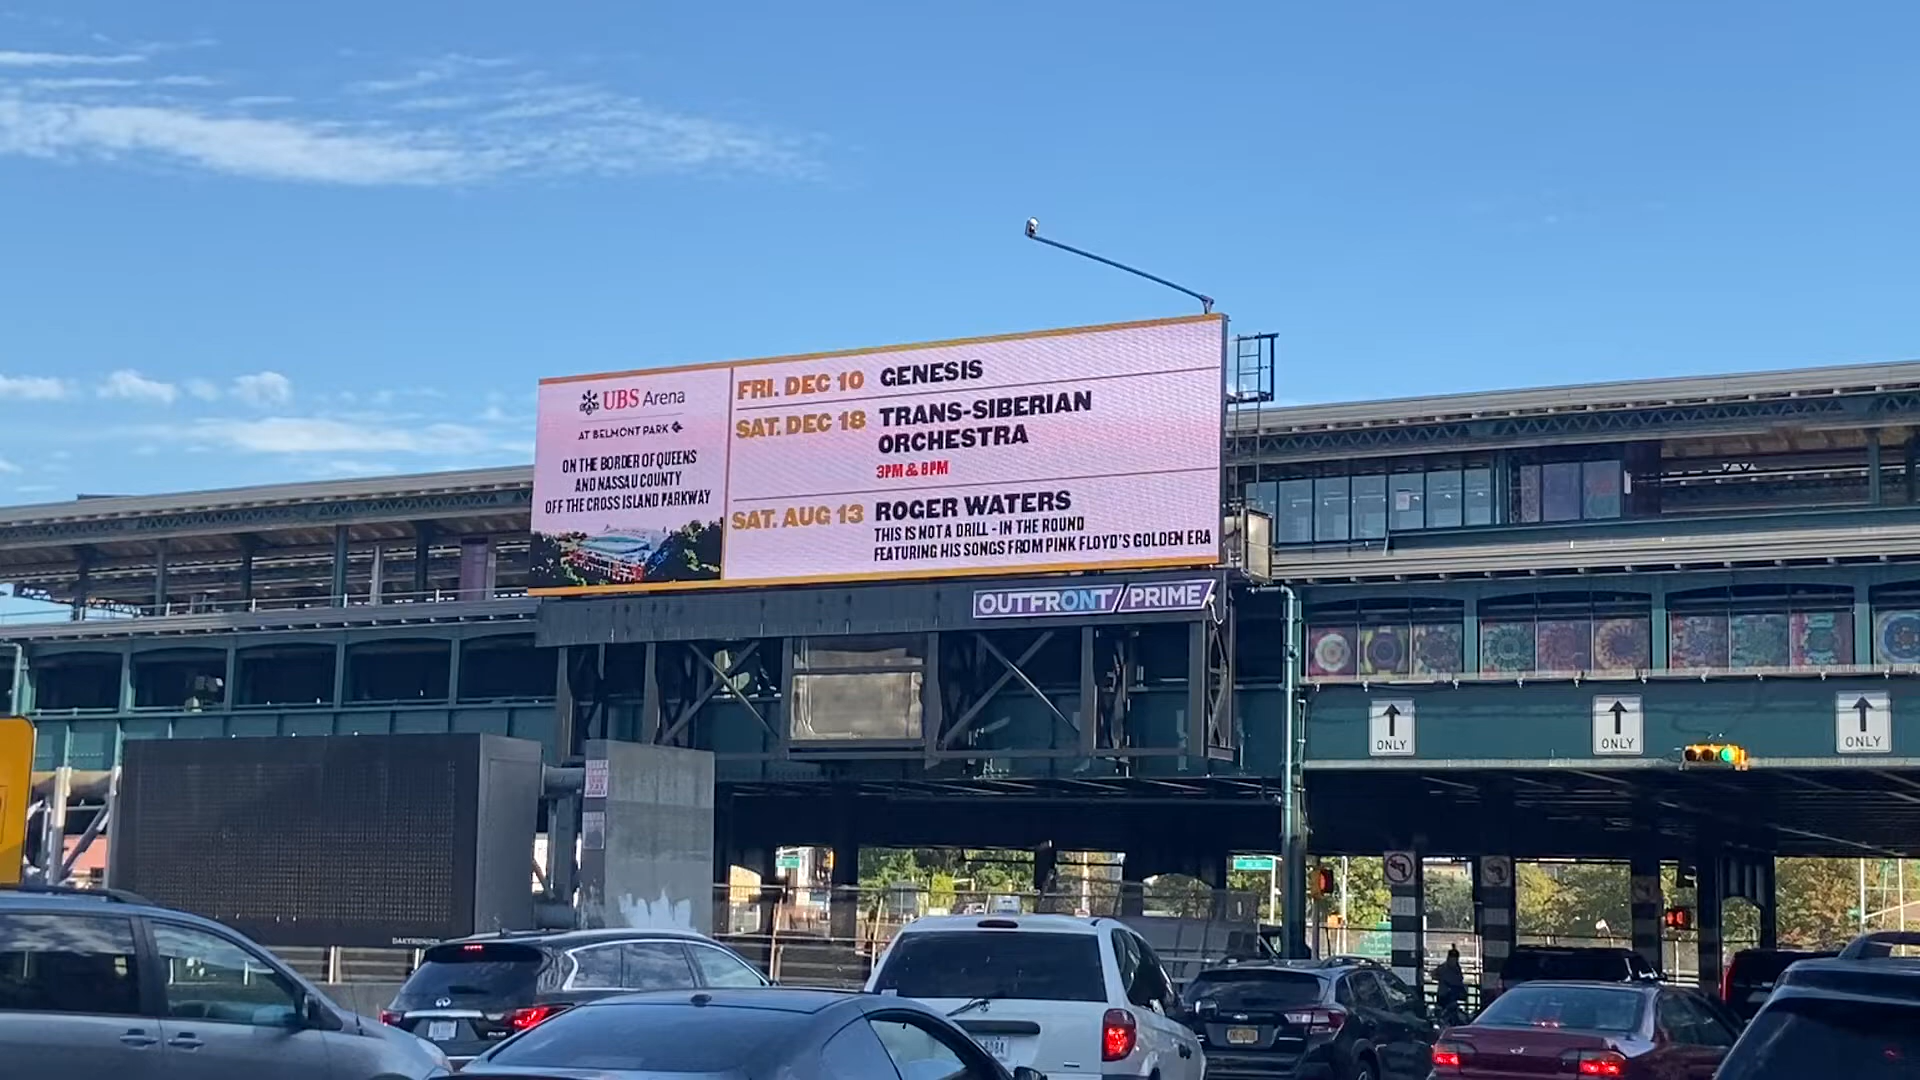 UBS Arena
AT BELMONT PARK
ON THE BORDER OF QUEENS
AND NASSAU COUNTY
OFF THE CROSS ISLAND PARKWAY
FRI. DEC 10 GENESIS
SAT. DEC 18 TRANS-SIBERIAN
ORCHESTRA
3PM & 8PM
SAT. AUG 13 ROGER WATERS
THIS IS NOT A DRILL - IN THE ROUND
FEATURING HIS SONGS FROM PINK FLOYD'S GOLDEN ERA
OUTFRONT/PRIME
ONLY
ONLY
ONLY
DAKTRONICS